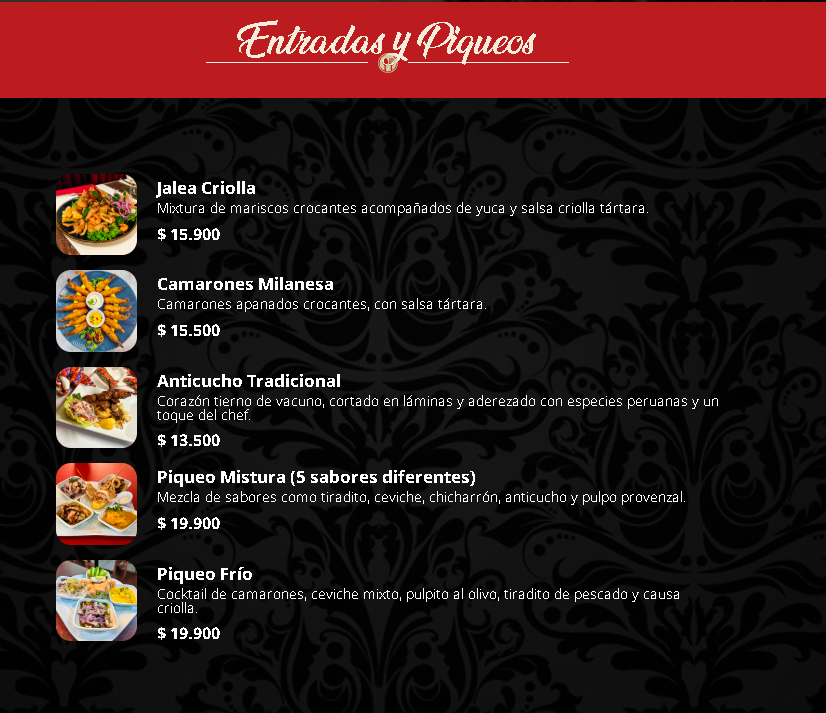 Entradas y Piqueos
Jalea Criolla
Mixtura de mariscos crocantes acompañados de yuca y salsa criolla tártara.
$ 15.900
Camarones Milanesa
Camarones apanados crocantes, con salsa tártara.
$ 15.500
Anticucho Tradicional
Corazón tierno de vacuno, cortado en láminas y aderezado con especies peruanas y un
toque del chef.
$ 13.500
Piqueo Mistura (5 sabores diferentes)
Mezcla de sabores como tiradito, ceviche, chicharrón, anticucho y pulpo provenzal.
$ 19.900
Piqueo Frío
Cocktail de camarones, ceviche mixto, pulpito al olivo, tiradito de pescado y causa
criolla.
$ 19.900